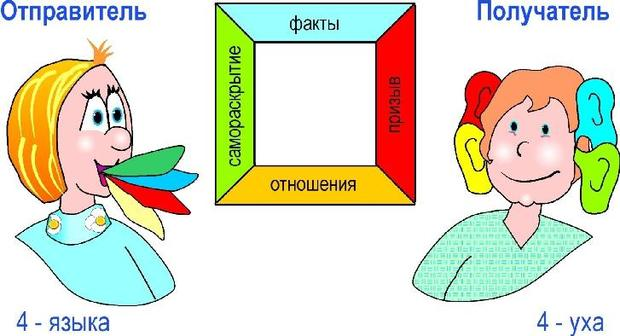 Отправитель
факты
Получатель
самораскрытие
призыв
отношения
4 - языка
4 - уха